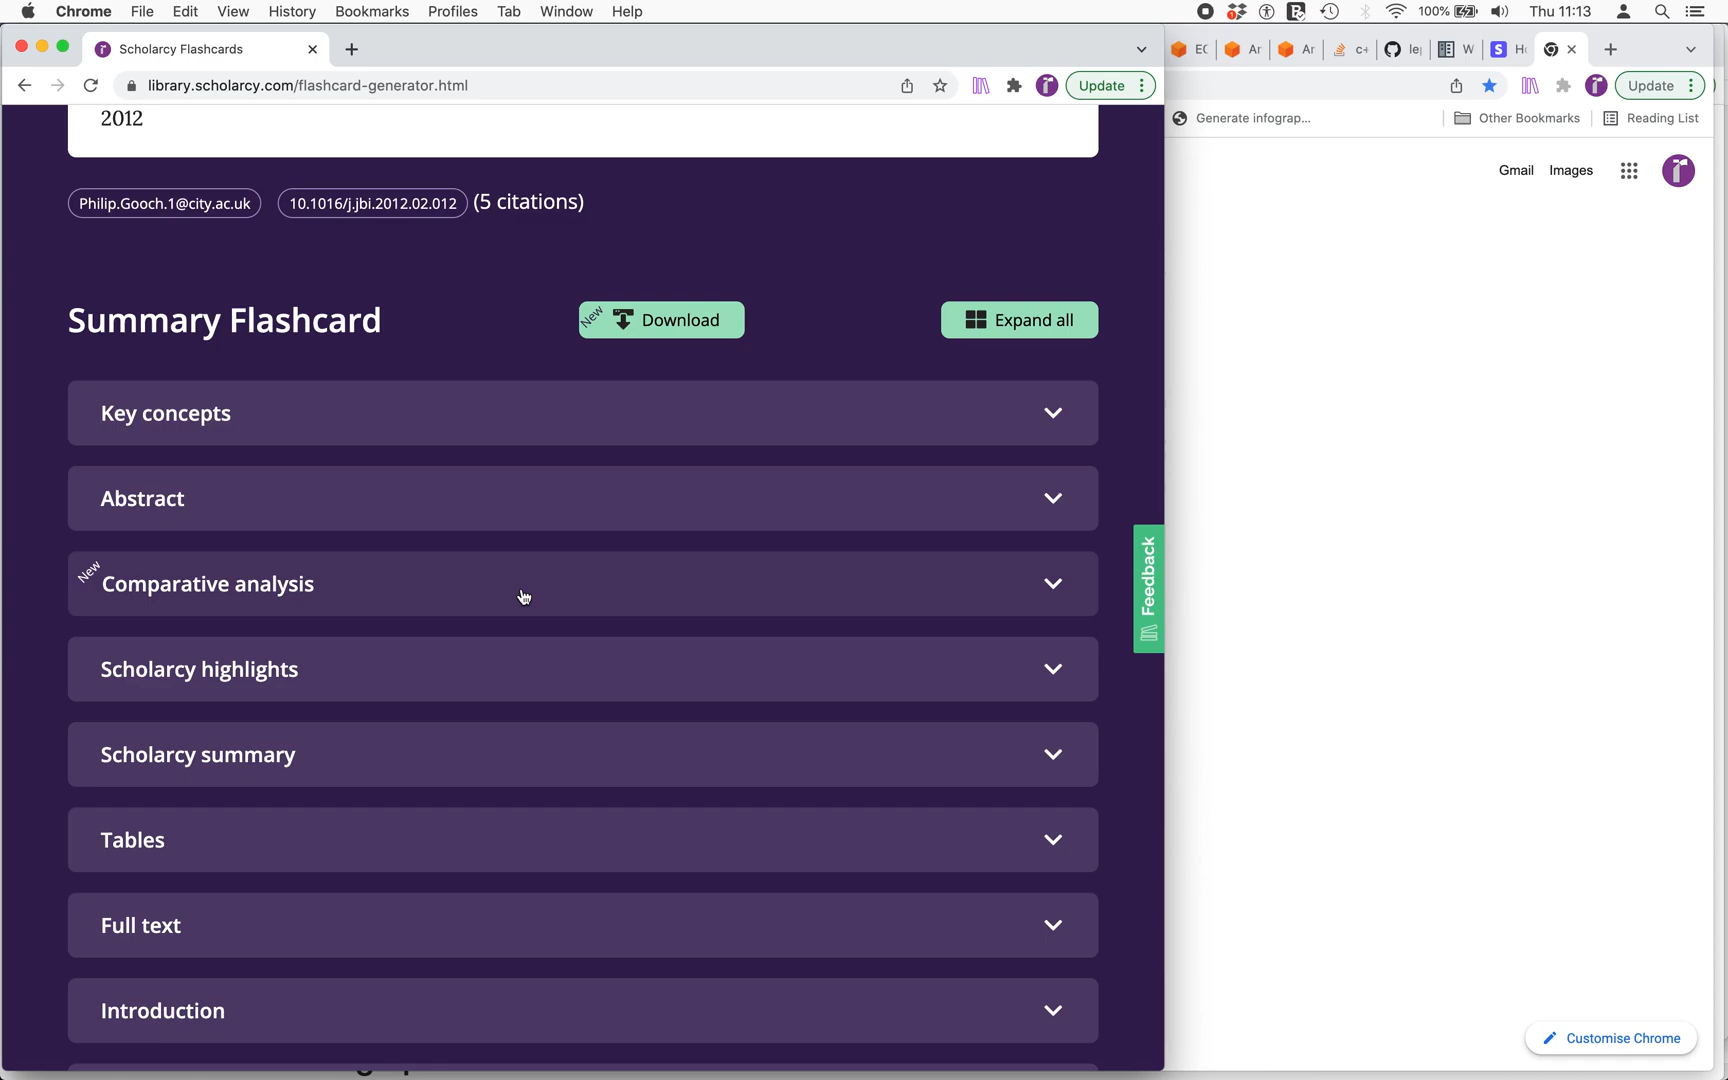 Chrome File Edit View History Bookmarks Profiles Tab Window Help 100% Thu 11:13
Scholarcy Flashcards
library.scholarcy.com/flashcard-generator.html
Update
2012
Philip.Gooch.1@city.ac.uk 10.1016/j.jbi.2012.02.012 (5 citations)
Summary Flashcard
New Download
Expand all
Key concepts
Abstract
New Comparative analysis
Scholarcy highlights
Scholarcy summary
Tables
Full text
Introduction
Feedback
Ar Ar c+ W
Update
Generate infograp... Other Bookmarks Reading List
Gmail Images
Customise Chrome